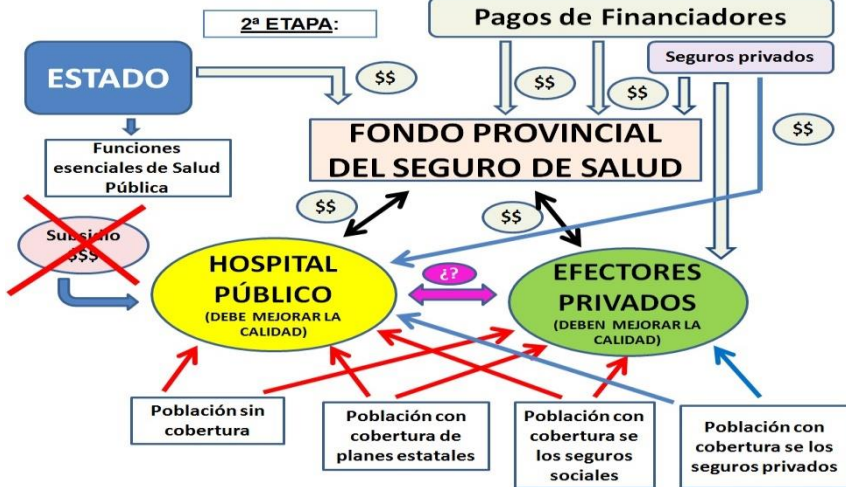 2ª ETAPA:
Pagos de Financiadores
ESTADO
$$
Seguros privados
$$
$$
$$
Funciones
esenciales de Salud
Pública
FONDO PROVINCIAL
DEL SEGURO DE SALUD
$$
$$
Subsidio
$$$
HOSPITAL
PÚBLICO
(DEBE MEJORAR LA
CALIDAD)
¿?
EFECTORES
PRIVADOS
(DEBEN MEJORAR LA
CALIDAD)
Población sin
cobertura
Población con
cobertura de
planes estatales
Población con
cobertura se
los seguros
sociales
Población con
cobertura se los
seguros privados